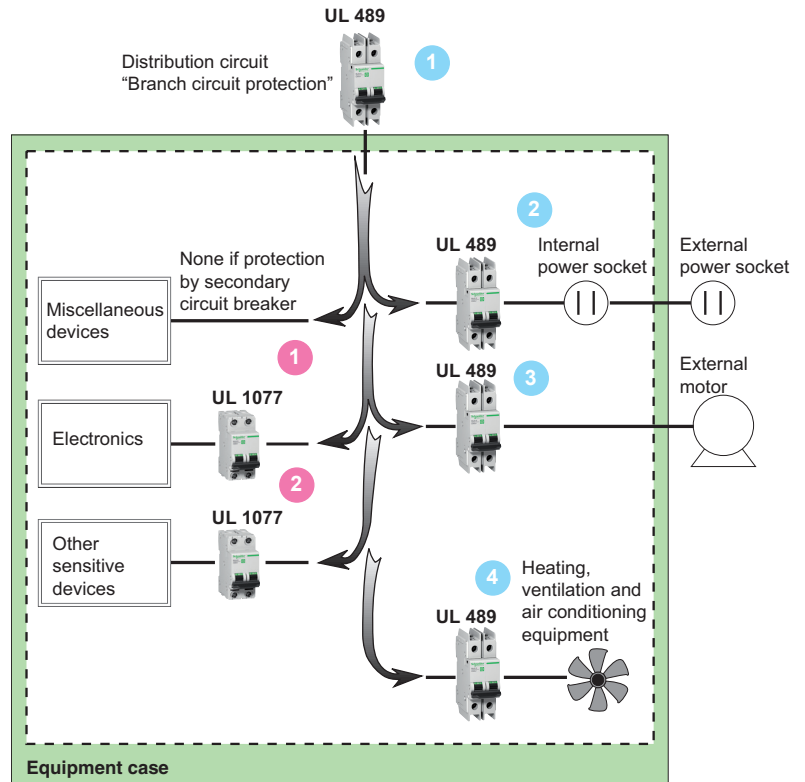 UL 489
Distribution circuit
“Branch circuit protection”
1
2
None if protection
by secondary
circuit breaker
UL 489
Internal
power socket
External
power socket
Miscellaneous
devices
1
UL 489
3
External
motor
UL 1077
Electronics
2
UL 1077
Other
sensitive
devices
4
Heating,
ventilation and
air conditioning
equipment
UL 489
Equipment case